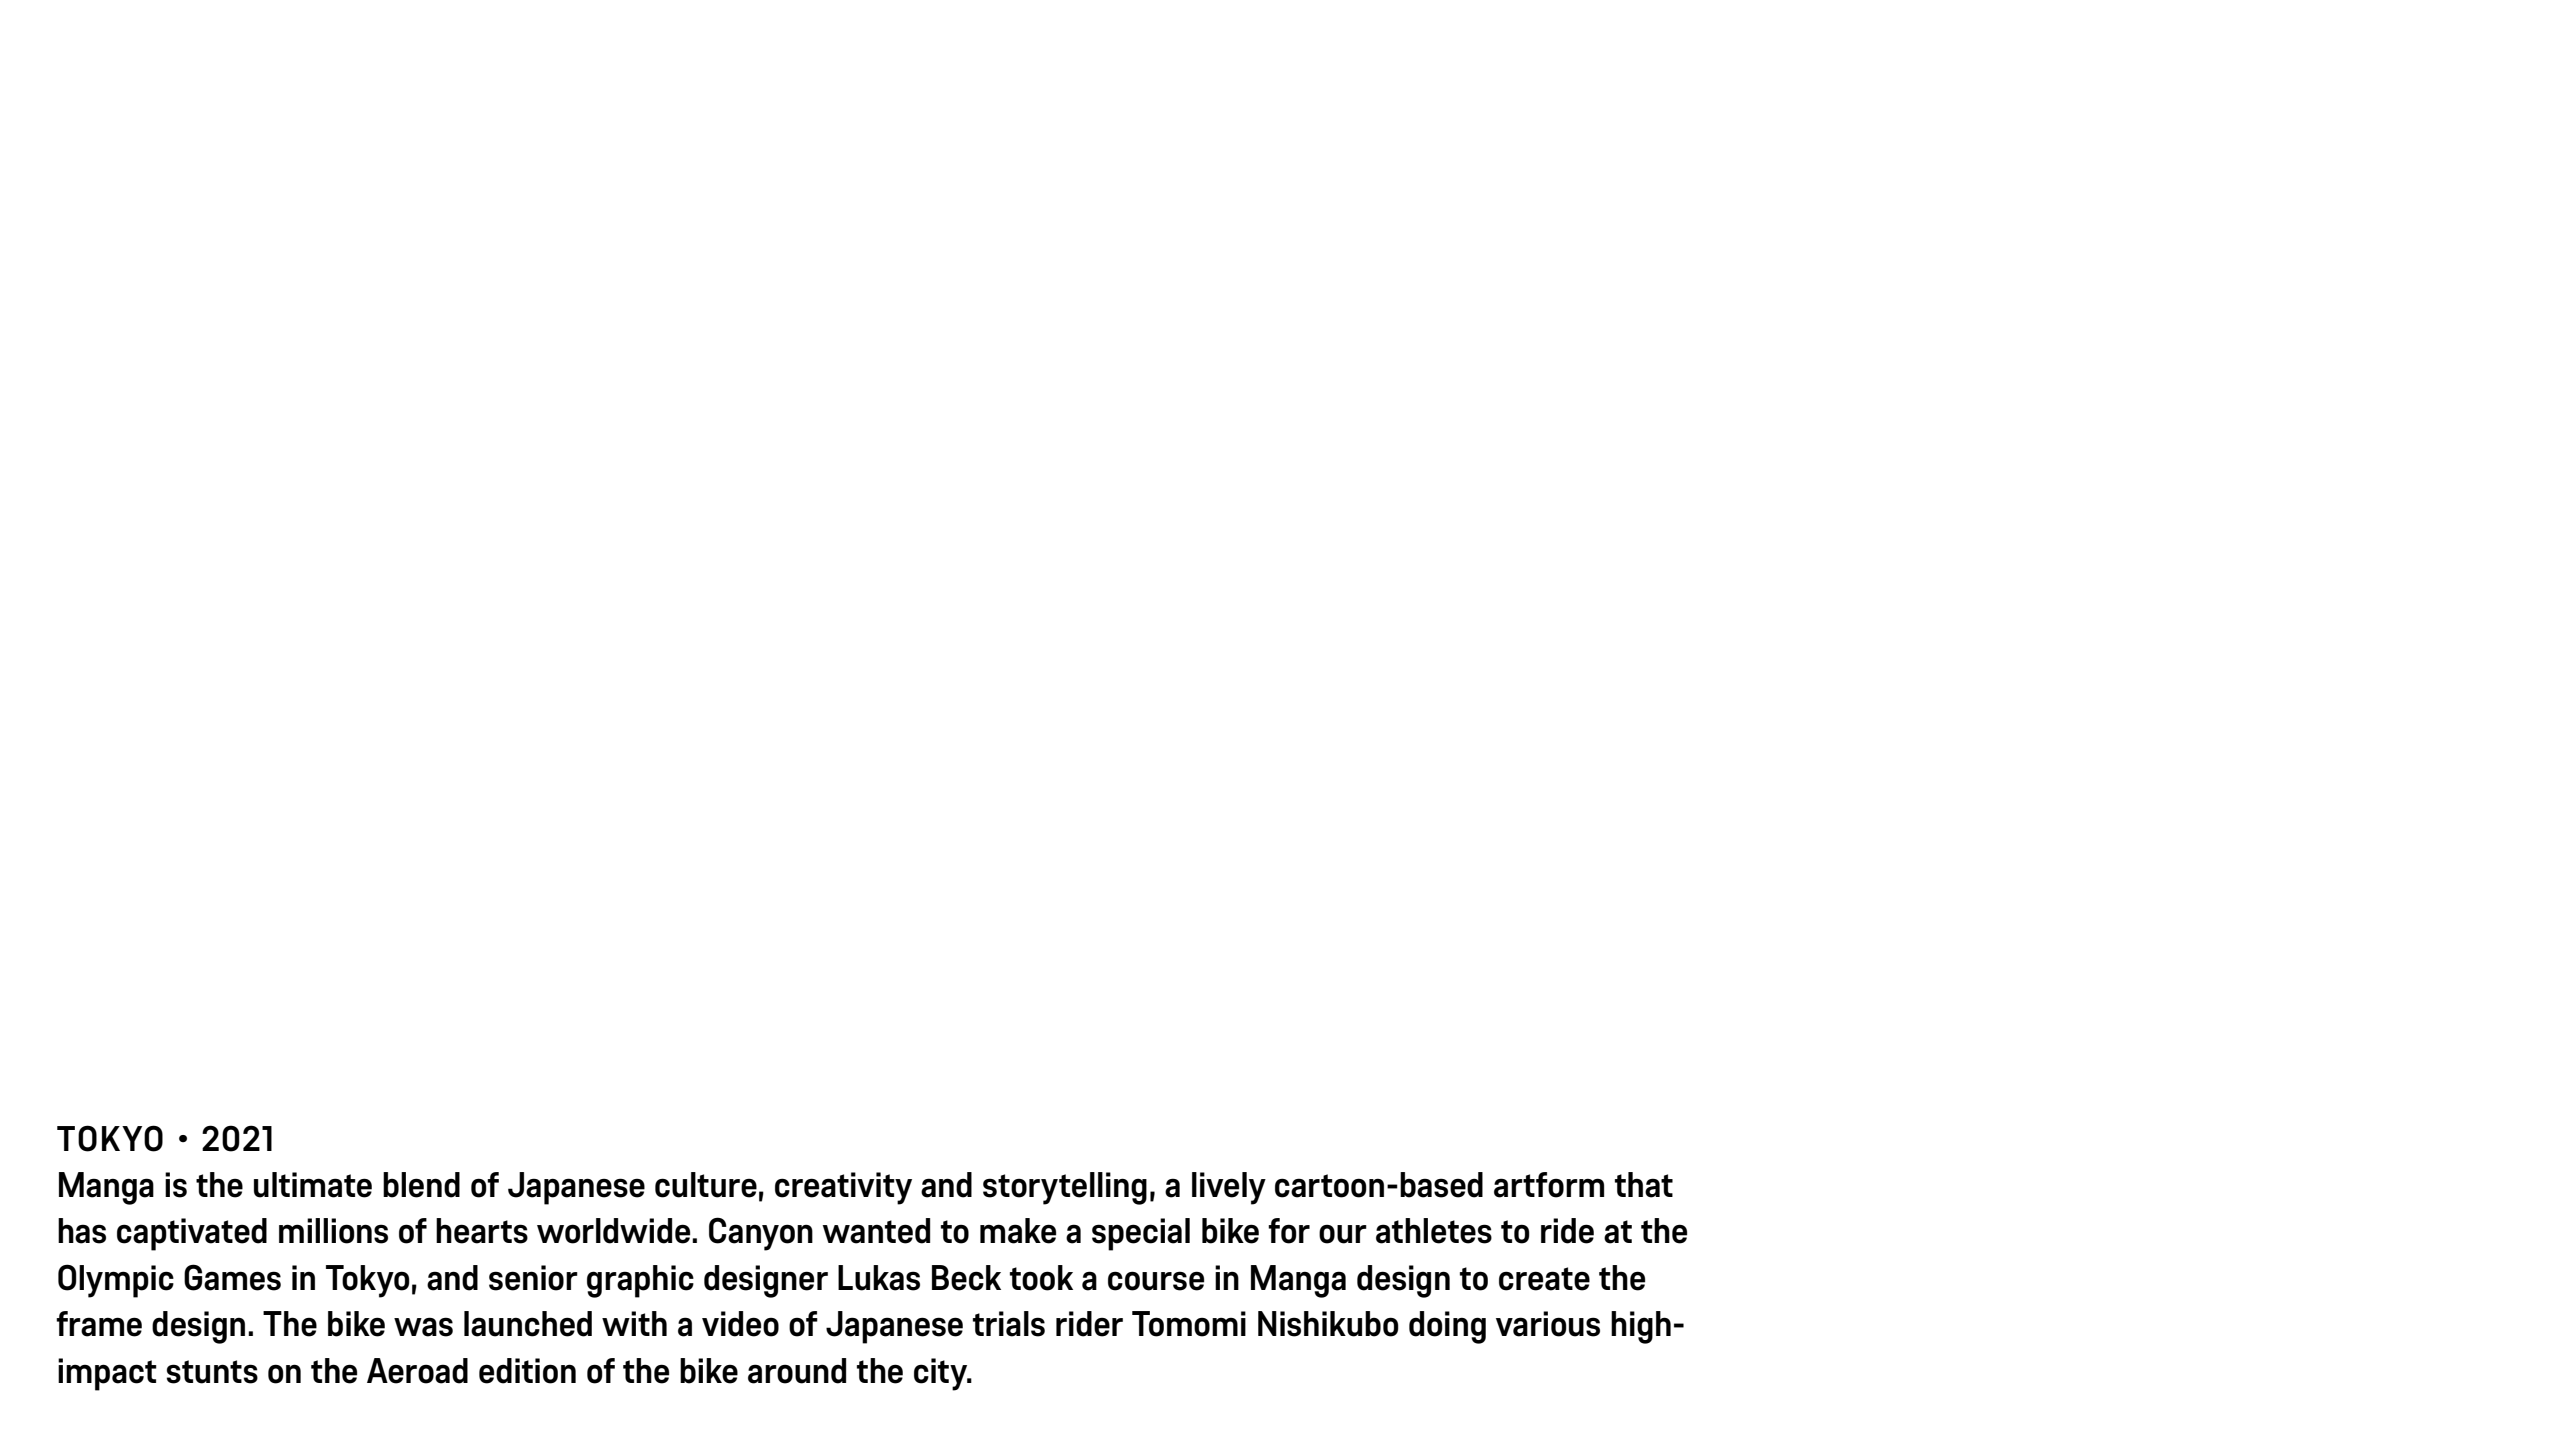 TOKYO • 2021
Manga is the ultimate blend of Japanese culture, creativity and storytelling, a lively cartoon-based artform that
has captivated millions of hearts worldwide. Canyon wanted to make a special bike for our athletes to ride at the
Olympic Games in Tokyo, and senior graphic designer Lukas Beck took a course in Manga design to create the
frame design. The bike was launched with a video of Japanese trials rider Tomomi Nishikubo doing various high-
impact stunts on the Aeroad edition of the bike around the city.